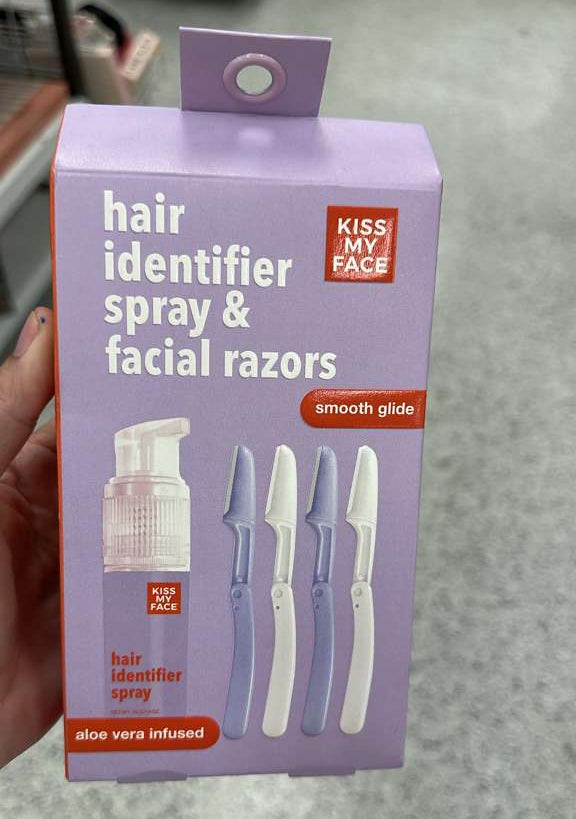 hair
identifier
spray &
facial razors
KISS
MY
FACE
smooth glide
KISS
MY
FACE
hair
identifier
spray
aloe vera infused